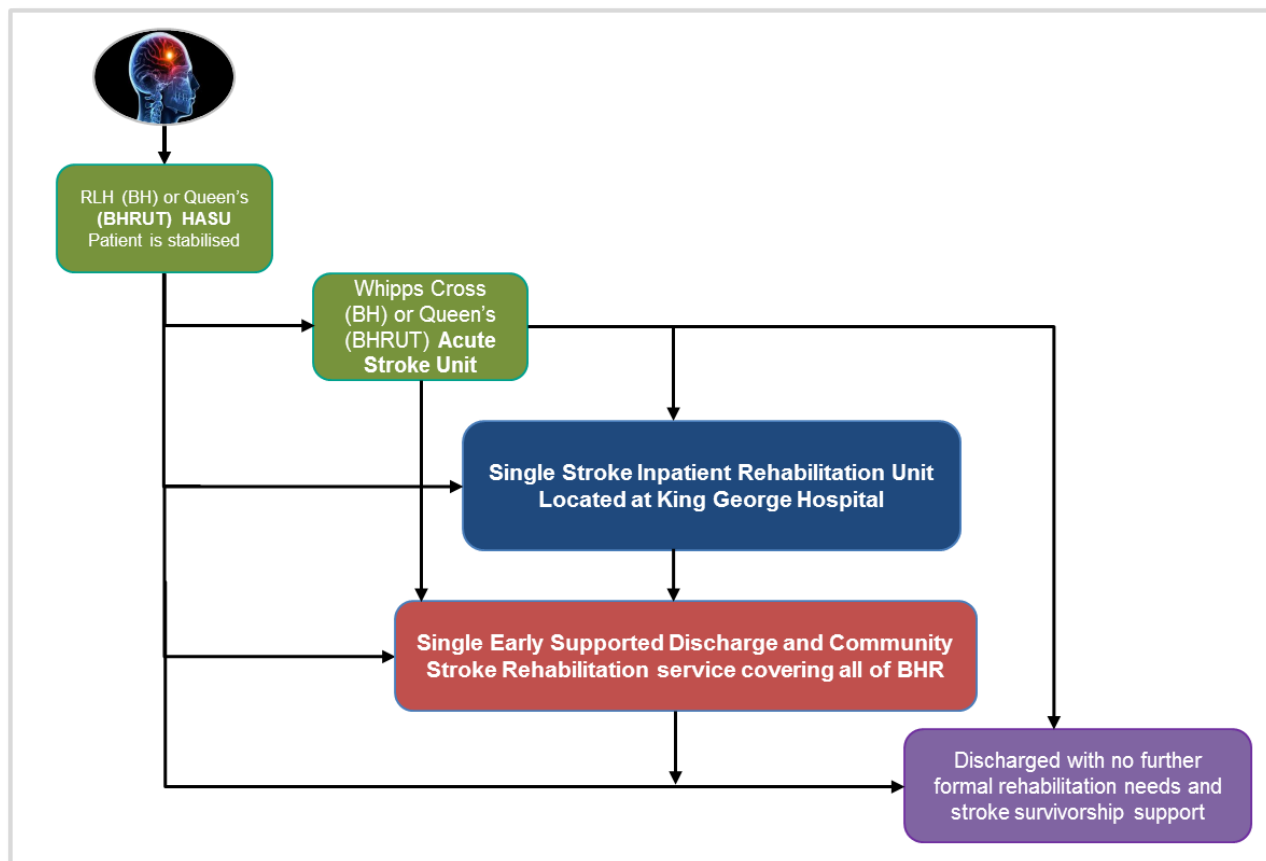 RLH (BH) or Queen's
(BHRUT) HASU
Patient is stabilised
Whipps Cross
(BH) or Queen's
(BHRUT) Acute
Stroke Unit
Single Stroke Inpatient Rehabilitation Unit
Located at King George Hospital
Single Early Supported Discharge and Community
Stroke Rehabilitation service covering all of BHR
Discharged with no further
formal rehabilitation needs and
stroke survivorship support